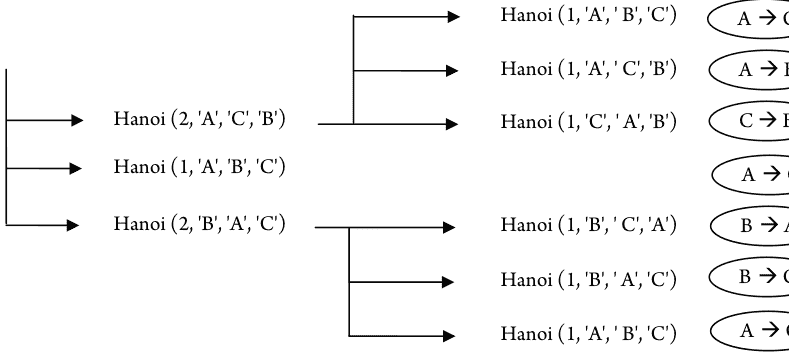 Hanoi (1, 'A', ' B', 'C') A →
Hanoi (1, 'A', ' C', 'B') A →
Hanoi (2, 'A', 'C', 'B') Hanoi (1, 'C', ' A', 'B') C →
Hanoi (1, 'A', 'B', 'C') A →
Hanoi (2, 'B', 'A', 'C') Hanoi (1, 'B', ' C', 'A') B →
Hanoi (1, 'B', ' A', 'C') B →
Hanoi (1, 'A', ' B', 'C') A →